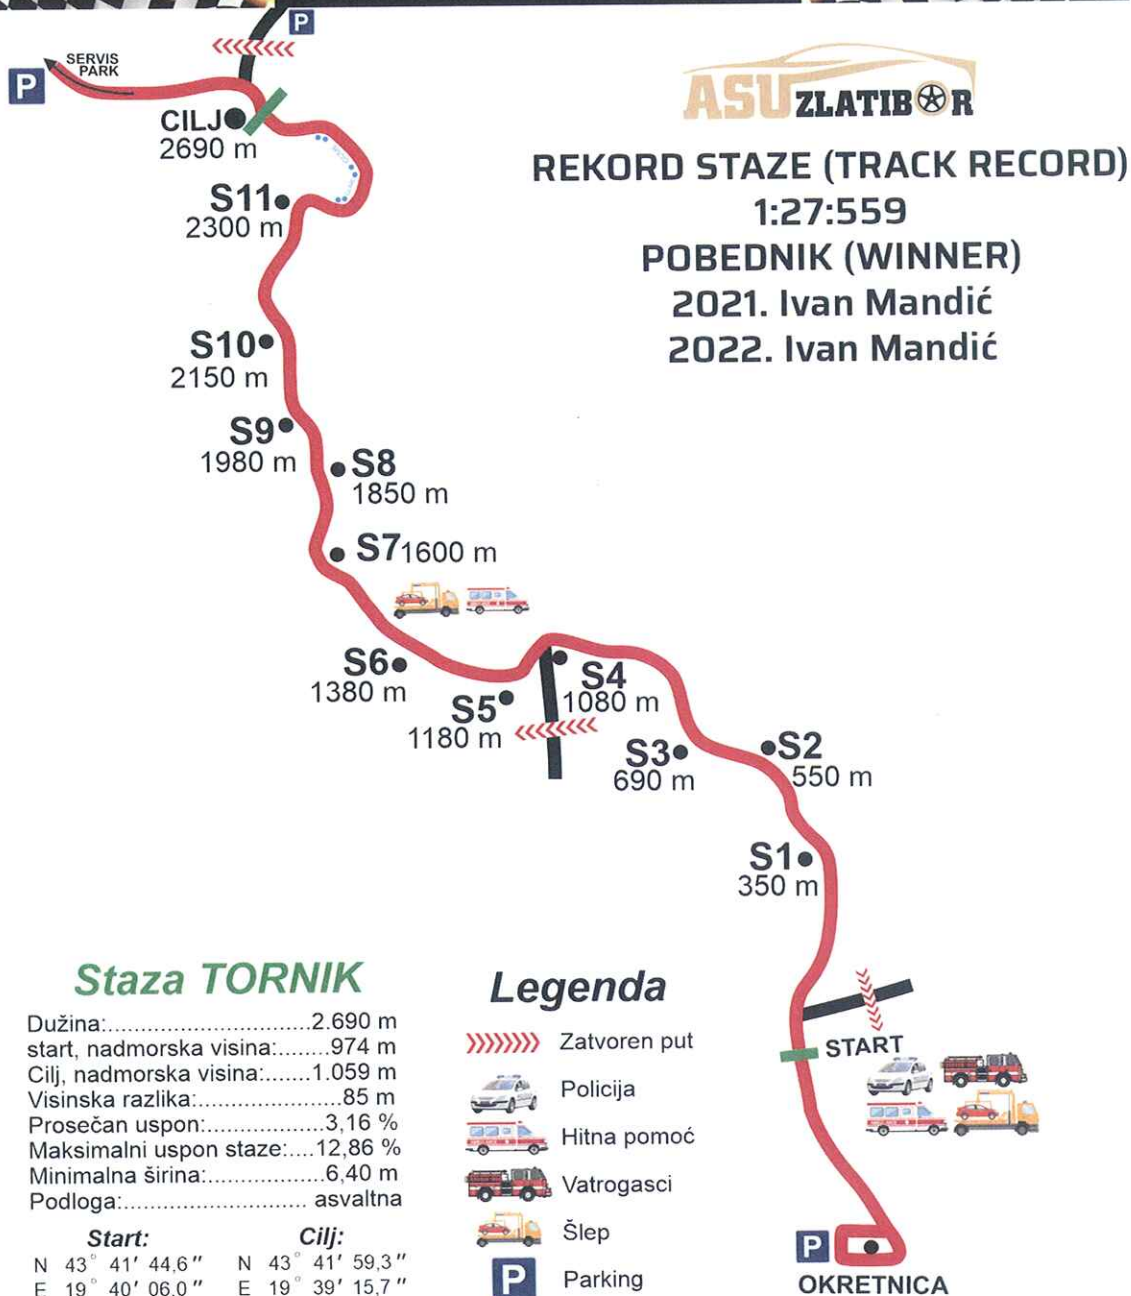 P
SERVIS
PARK
P
CILJ
2690 m
S11
2300 m
ASU ZLATIBOR
REKORD STAZE (TRACK RECORD)
1:27:559
POBEDNIK (WINNER)
2021. Ivan Mandić
2022. Ivan Mandić
S10
2150 m
S9
1980 m
S8
1850 m
S7 1600 m
S6
1380 m
S5
1180 m
S4
1080 m
S3
690 m
S2
550 m
S1
350 m
START
P
OKRETNICA
Staza TORNIK
Dužina:..............................2.690 m
start, nadmorska visina:........974 m
Cilj, nadmorska visina:.......1.059 m
Visinska razlika:.....................85 m
Prosečan uspon:..................3,16 %
Maksimalni uspon staze:....12,86 %
Minimalna širina:..................6,40 m
Podloga:........................... asvaltna
Start:
N 43° 41′ 44,6″
E 19° 40′ 06,0″
Cilj:
N 43° 41′ 59,3″
E 19° 39′ 15,7″
Legenda
Zatvoren put
Policija
Hitna pomoć
Vatrogasci
Šlep
P Parking